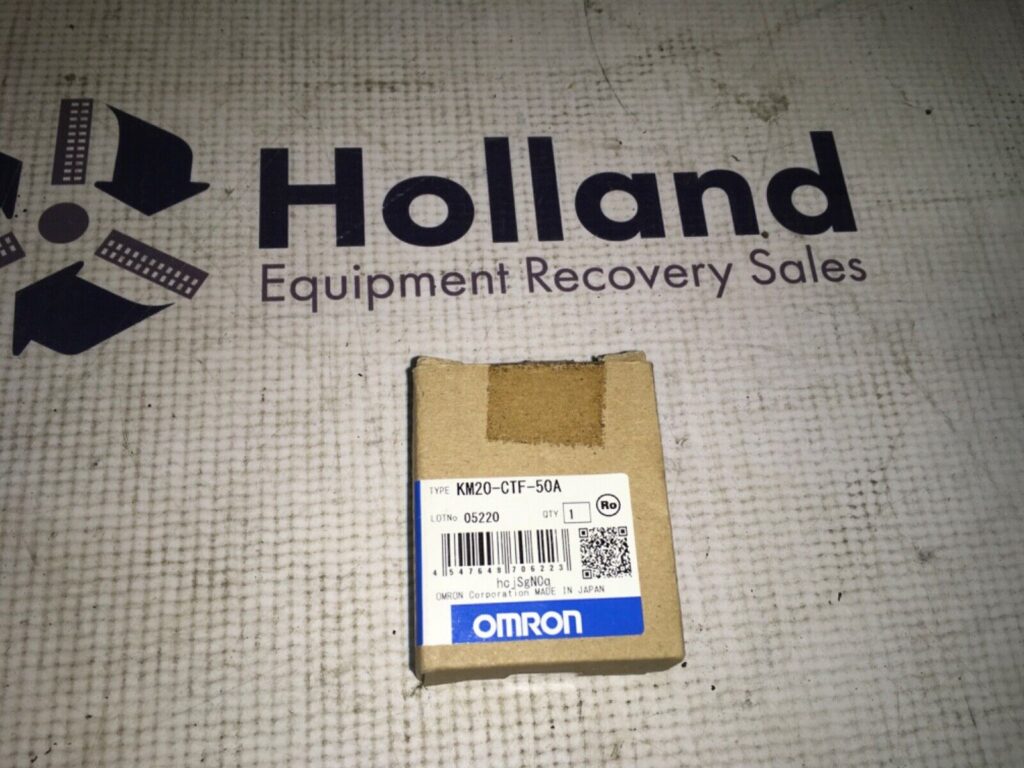 Holland
Equipment Recovery Sales
TYPE KM20-CTF-50A
LOTNo 05220 QTY 1 Ro
4 547648 706223
hcjSgN0q
OMRON Corporation MADE IN JAPAN
OMRON